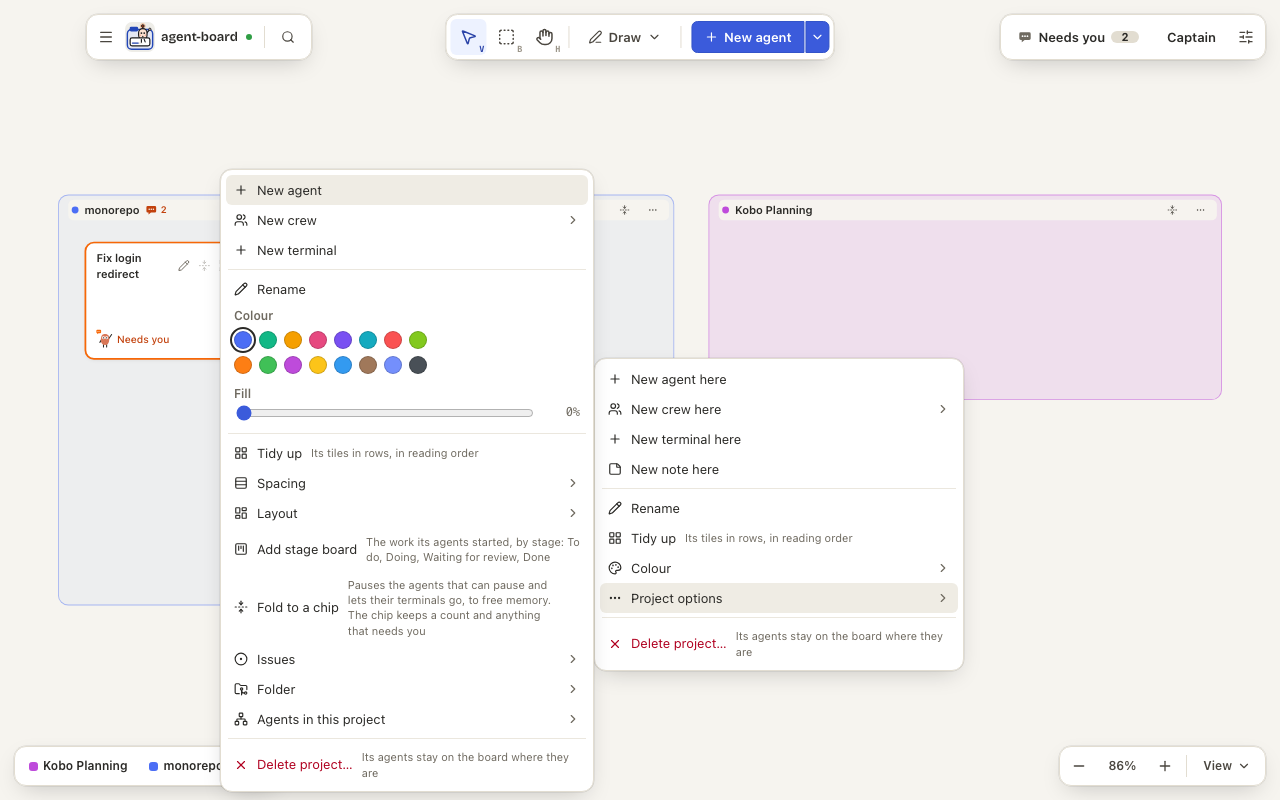 agent-board
V
B
H
Draw
New agent
Needs you 2
Captain
monorepo 2
Fix login
redirect
Needs you
Kobo Planning
New agent
New crew
New terminal
Rename
Colour
Fill
0%
Tidy up Its tiles in rows, in reading order
Spacing
Layout
Add stage board The work its agents started, by stage: To
do, Doing, Waiting for review, Done
Fold to a chip Pauses the agents that can pause and
lets their terminals go, to free memory.
The chip keeps a count and anything
that needs you
Issues
Folder
Agents in this project
Delete project... Its agents stay on the board where they
are
New agent here
New crew here
New terminal here
New note here
Rename
Tidy up Its tiles in rows, in reading order
Colour
Project options
Delete project... Its agents stay on the board where they
are
Kobo Planning
monorepo
86%
View